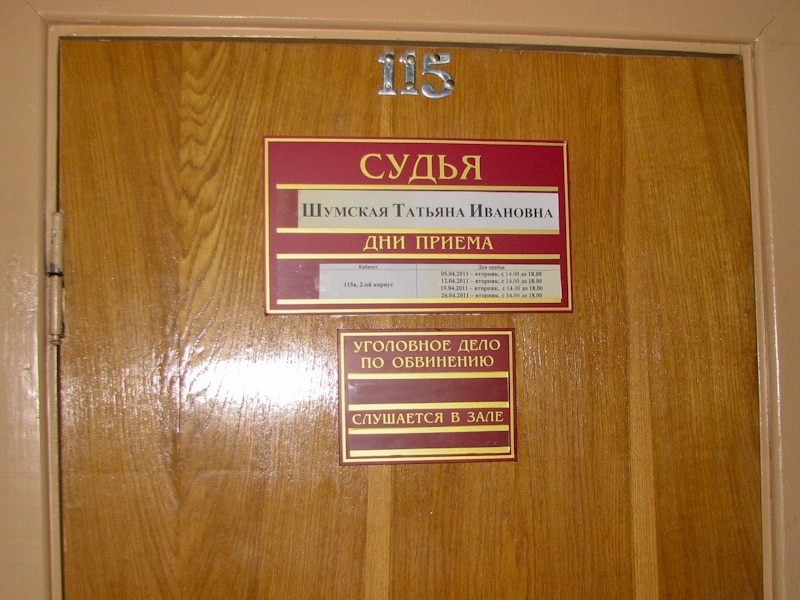 115
СУДЬЯ
ШУМСКАЯ ТАТЬЯНА ИВАНОВНА
ДНИ ПРИЕМА
Кабинет Дни приёма
115а, 2-ой корпус
05.04.2011 – вторник, с 14.00 до 18.00
12.04.2011 – вторник, с 14.00 до 18.00
19.04.2011 – вторник, с 14.00 до 18.00
26.04.2011 – вторник, с 14.00 до 18.00
УГОЛОВНОЕ ДЕЛО
ПО ОБВИНЕНИЮ
СЛУШАЕТСЯ В ЗАЛЕ